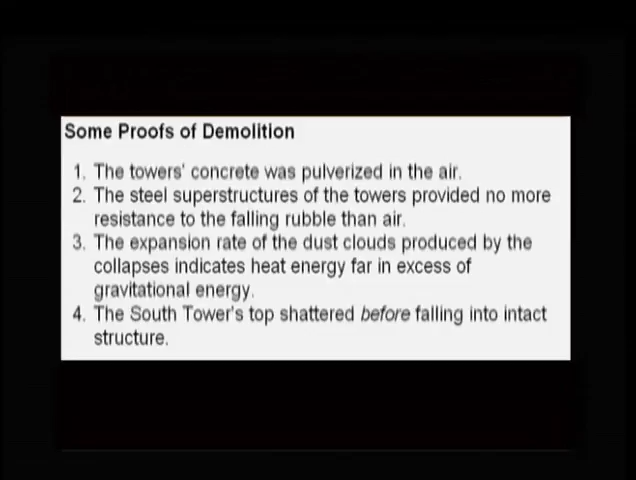 Some Proofs of Demolition
1. The towers' concrete was pulverized in the air.
2. The steel superstructures of the towers provided no more
resistance to the falling rubble than air.
3. The expansion rate of the dust clouds produced by the
collapses indicates heat energy far in excess of
gravitational energy.
4. The South Tower's top shattered before falling into intact
structure.